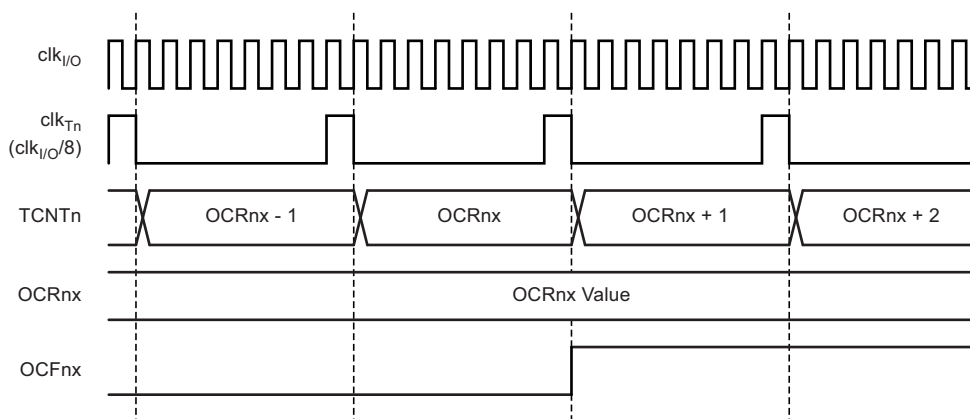 clkI/O
clkTn
(clkI/O/8)
TCNTn OCRnx - 1 OCRnx OCRnx + 1 OCRnx + 2
OCRnx OCRnx Value
OCFnx